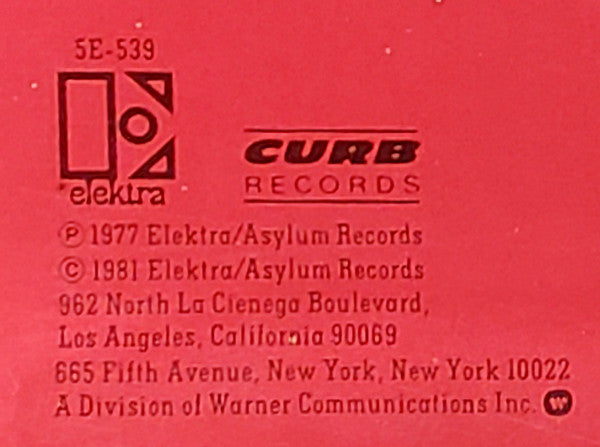 5E-539
elektra
CURB
RECORDS
Ⓟ 1977 Elektra/Asylum Records
© 1981 Elektra/Asylum Records
962 North La Cienega Boulevard,
Los Angeles, California 90069
665 Fifth Avenue, New York, New York 10022
A Division of Warner Communications Inc.